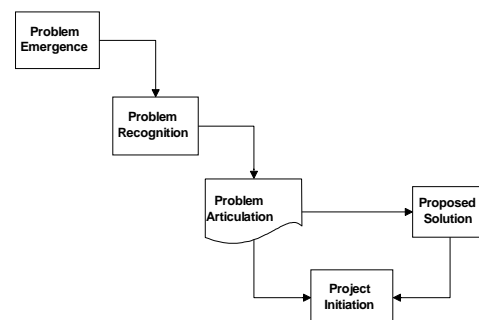 Problem
Emergence
Problem
Recognition
Problem
Articulation
Proposed
Solution
Project
Initiation